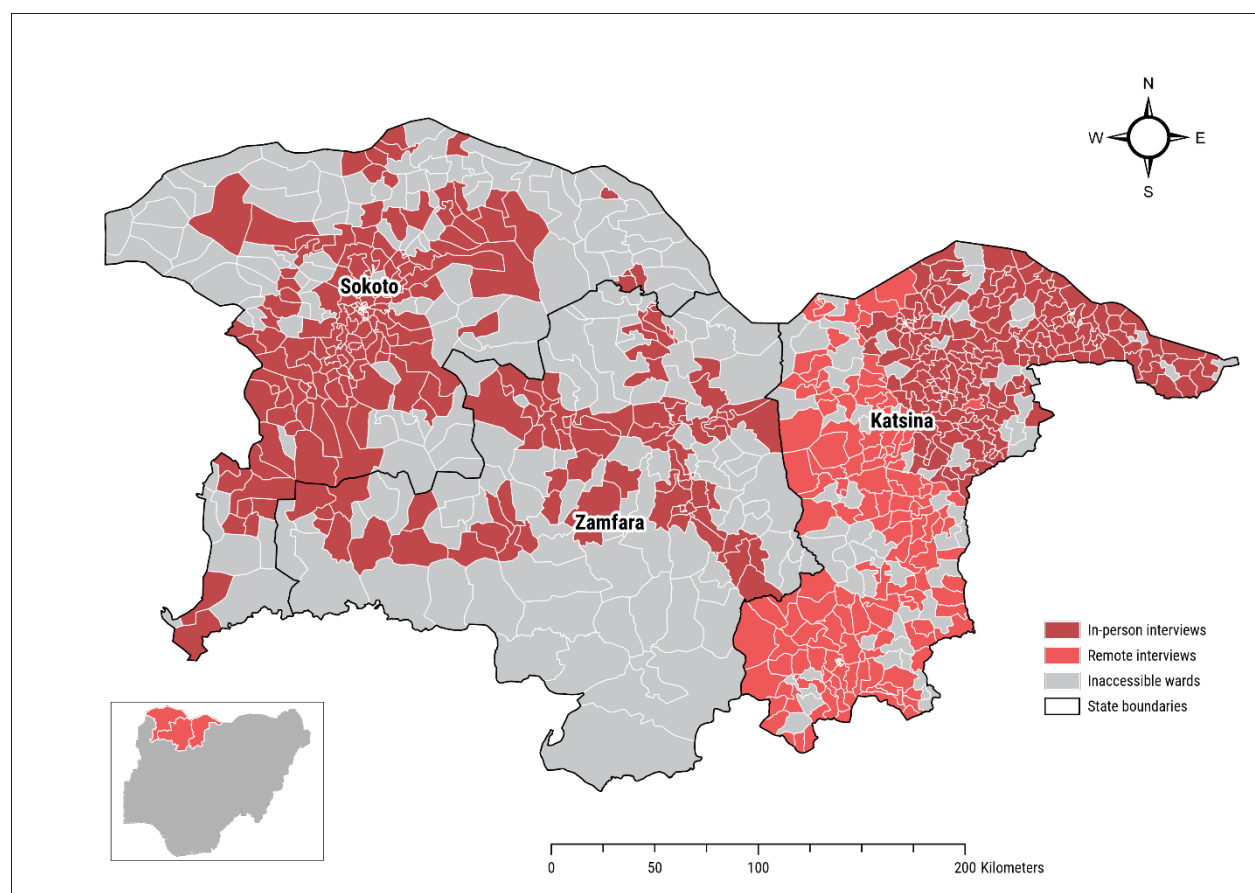 N
W E
S
Sokoto
Katsina
Zamfara
In-person interviews
Remote interviews
Inaccessible wards
State boundaries
0 50 100 200 Kilometers